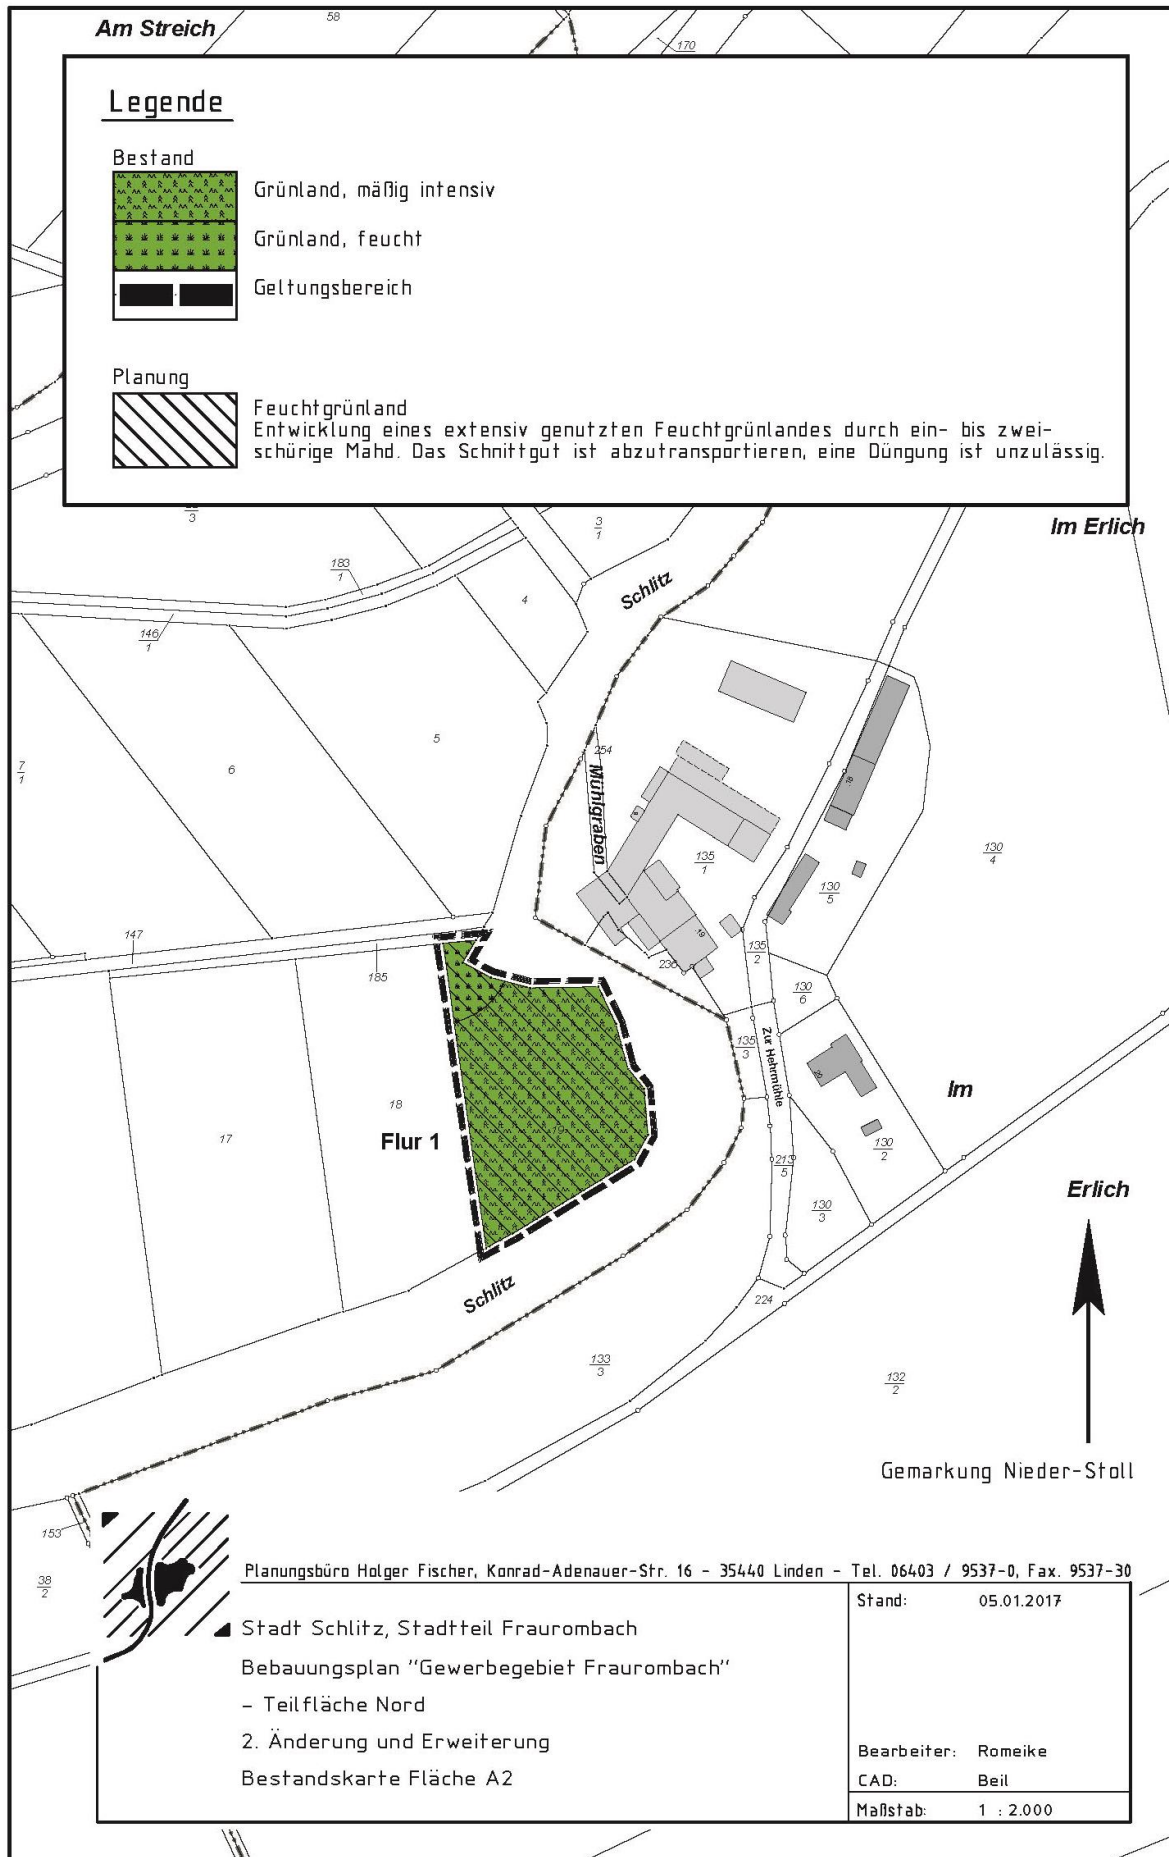 Am Streich
58
170
Legende
Bestand
Grünland, mäßig intensiv
Grünland, feucht
Geltungsbereich
Planung
Feuchtgrünland
Entwicklung eines extensiv genutzten Feuchtgrünlandes durch ein- bis zwei-
schürige Mahd. Das Schnittgut ist abzutransportieren, eine Düngung ist unzulässig.
3
3
1
Im Erlich
183
1
4
Schlitz
146
1
5
254
6
7
1
Mühlgraben
18
130
4
135
1
130
5
19
147
185
135
2
236
130
6
135
3
Zur Hehrmühle
18
Im
17
Flur 1
19
130
2
213
5
Erlich
130
3
Schlitz
224
133
3
132
2
Gemarkung Nieder-Stoll
153
38
2
Planungsbüro Holger Fischer, Konrad-Adenauer-Str. 16 - 35440 Linden - Tel. 06403 / 9537-0, Fax. 9537-30
Stand: 05.01.2017
Stadt Schlitz, Stadtteil Fraurombach
Bebauungsplan "Gewerbegebiet Fraurombach"
- Teilfläche Nord
2. Änderung und Erweiterung
Bestandskarte Fläche A2
Bearbeiter: Romeike
CAD: Beil
Maßstab: 1 : 2.000